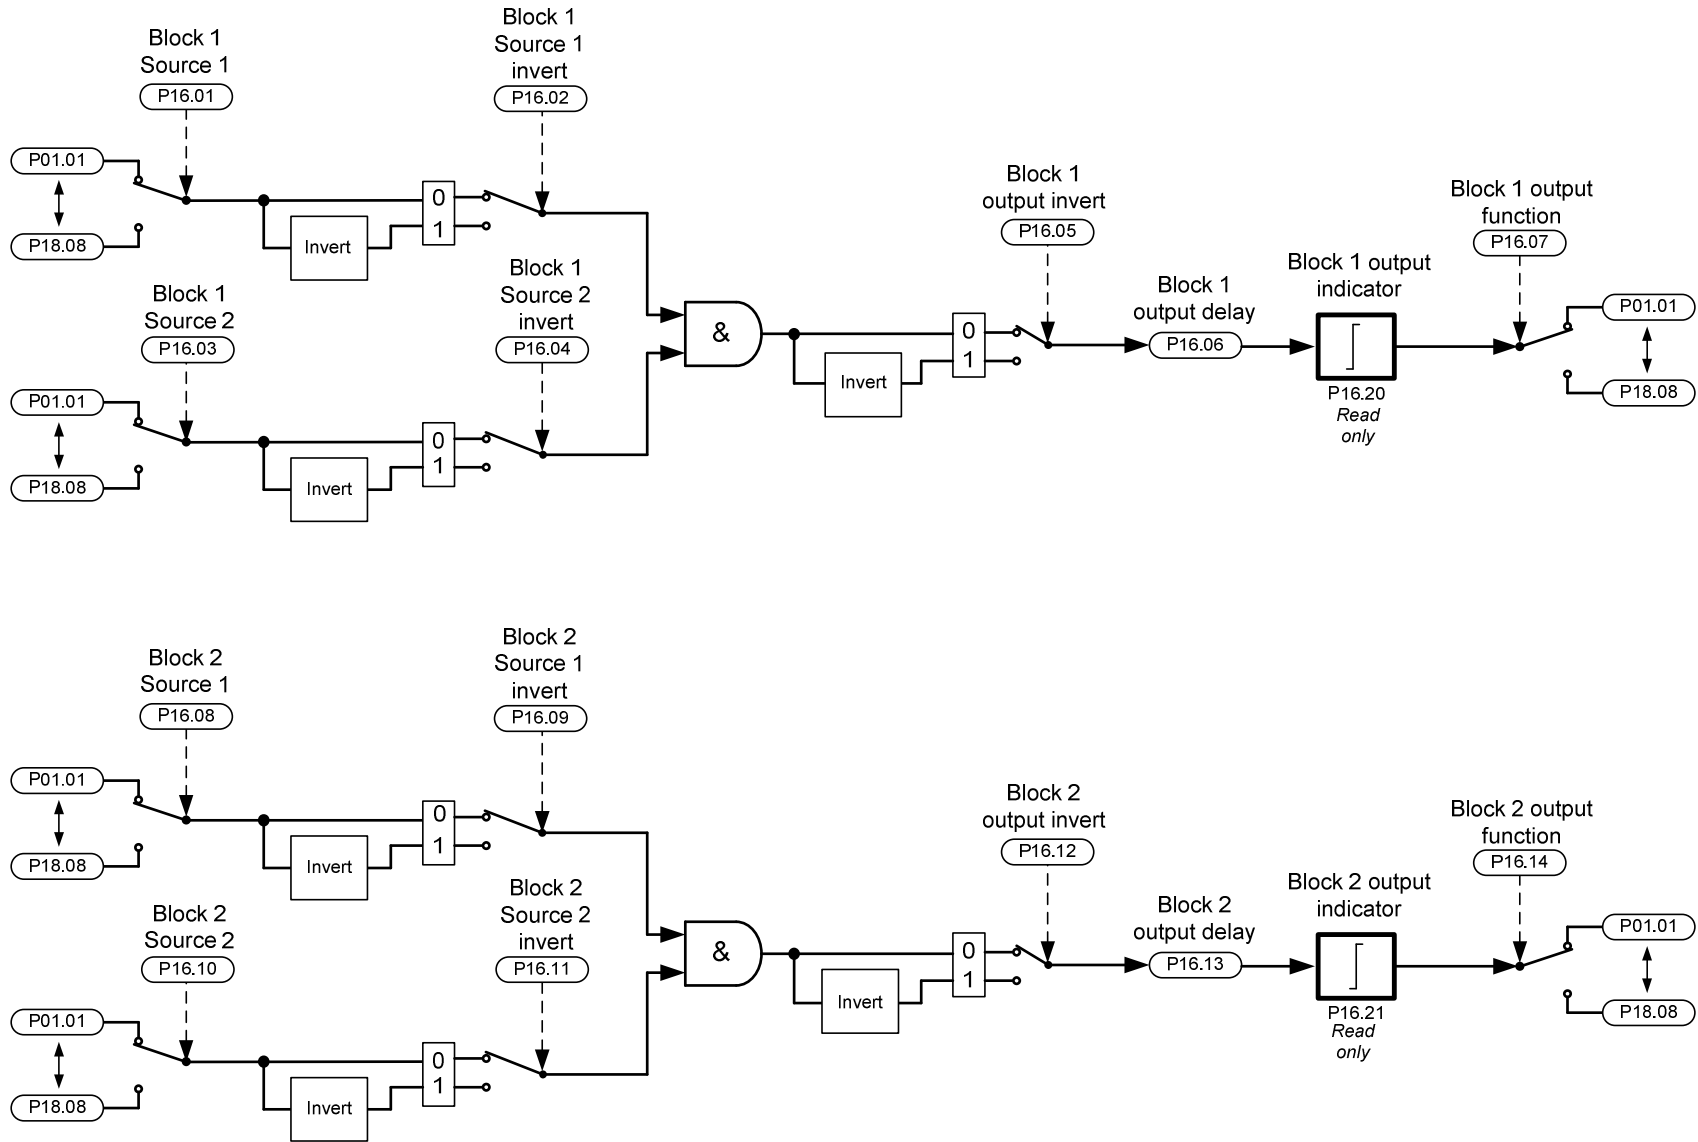 Block 1
Source 1
P16.01
Block 1
Source 1
invert
P16.02
P01.01
P18.08
Invert
0
1
Block 1
Source 2
P16.03
Block 1
Source 2
invert
P16.04
P01.01
P18.08
Invert
0
1
&
Invert
0
1
Block 1
output invert
P16.05
Block 1
output delay
P16.06
Block 1 output
indicator
P16.20
Read
only
Block 1 output
function
P16.07
P01.01
P18.08
Block 2
Source 1
P16.08
Block 2
Source 1
invert
P16.09
P01.01
P18.08
Invert
0
1
Block 2
Source 2
P16.10
Block 2
Source 2
invert
P16.11
P01.01
P18.08
Invert
0
1
&
Invert
0
1
Block 2
output invert
P16.12
Block 2
output delay
P16.13
Block 2 output
indicator
P16.21
Read
only
Block 2 output
function
P16.14
P01.01
P18.08